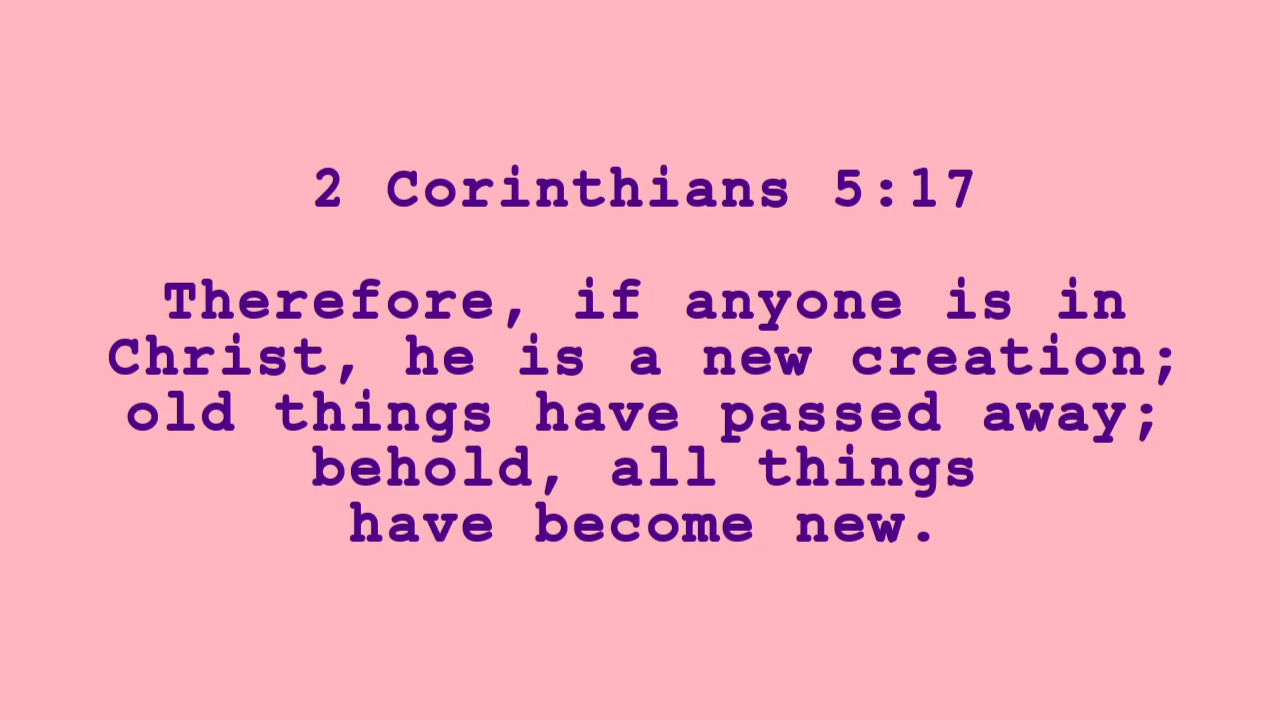 2 Corinthians 5:17
Therefore, if anyone is in
Christ, he is a new creation;
old things have passed away;
behold, all things
have become new.